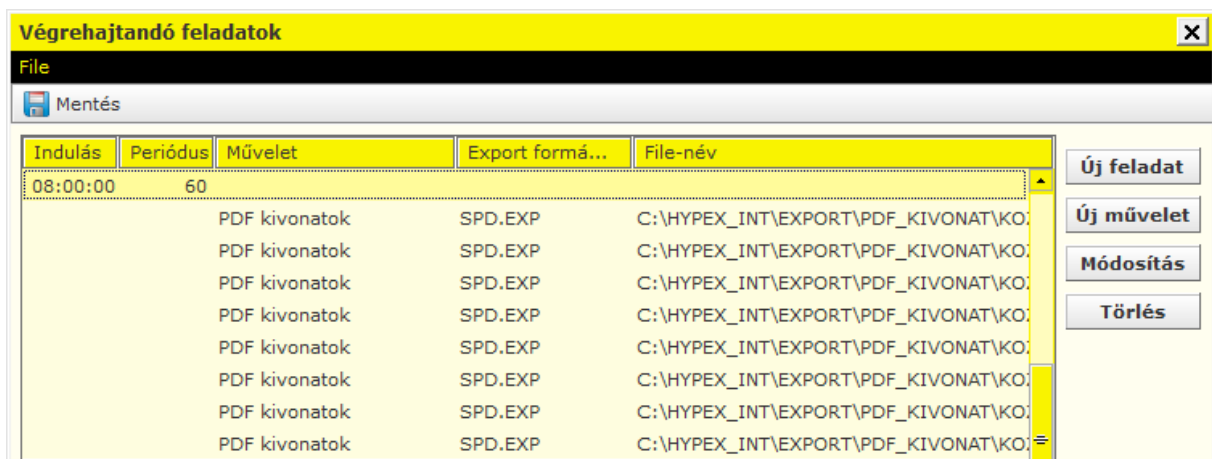 Végrehajtandó feladatok
File
Mentés
Indulás Periódus Művelet Export formá... File-név
08:00:00 60
PDF kivonatok SPD.EXP C:\HYPEX_INT\EXPORT\PDF_KIVONAT\KO
PDF kivonatok SPD.EXP C:\HYPEX_INT\EXPORT\PDF_KIVONAT\KO
PDF kivonatok SPD.EXP C:\HYPEX_INT\EXPORT\PDF_KIVONAT\KO
PDF kivonatok SPD.EXP C:\HYPEX_INT\EXPORT\PDF_KIVONAT\KO
PDF kivonatok SPD.EXP C:\HYPEX_INT\EXPORT\PDF_KIVONAT\KO
PDF kivonatok SPD.EXP C:\HYPEX_INT\EXPORT\PDF_KIVONAT\KO
PDF kivonatok SPD.EXP C:\HYPEX_INT\EXPORT\PDF_KIVONAT\KO
PDF kivonatok SPD.EXP C:\HYPEX_INT\EXPORT\PDF_KIVONAT\KO
Új feladat
Új művelet
Módosítás
Törlés